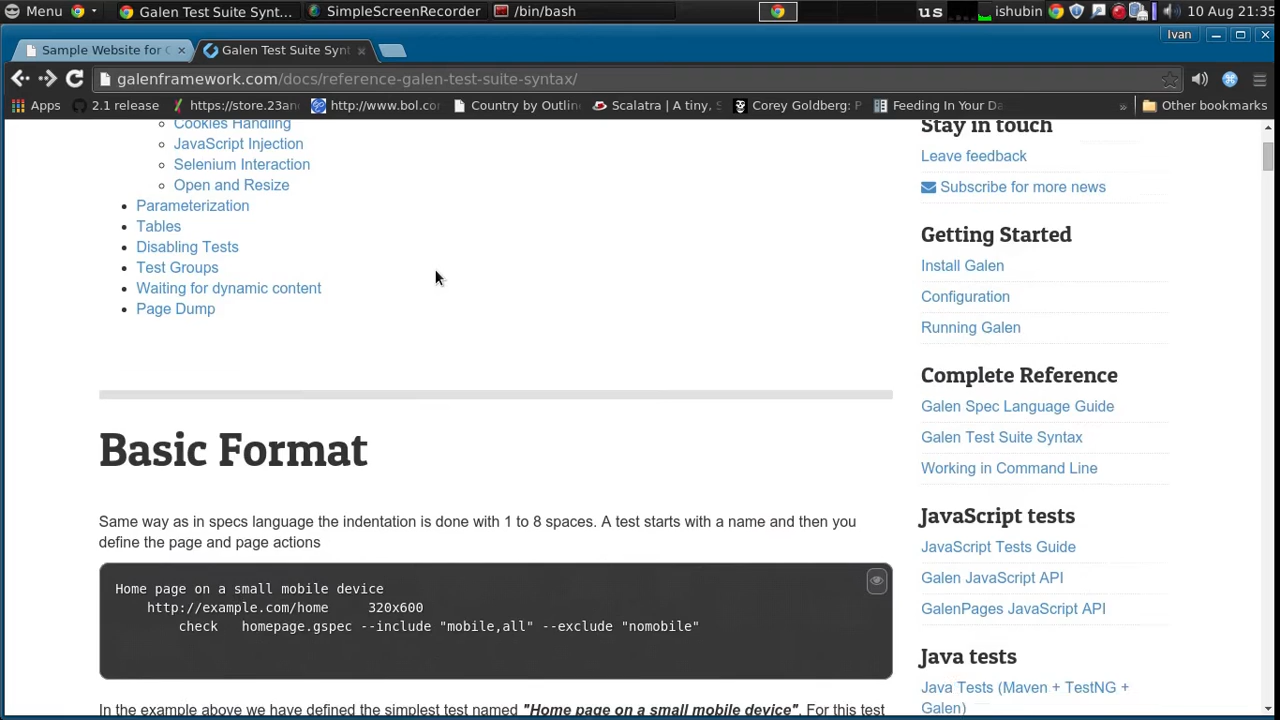 Menu
Galen Test Suite Synt...
SimpleScreenRecorder
/bin/bash
us
ishubin
10 Aug 21:35
Ivan
Sample Website for
Galen Test Suite Synt
galenframework.com/docs/reference-galen-test-suite-syntax/
Apps
2.1 release
https://store.23an
http://www.bol.co
Country by Outlin
Scalatra | A tiny, s
Corey Goldberg: P
Feeding In Your Da
»
Other bookmarks
Cookies Handling
JavaScript Injection
Selenium Interaction
Open and Resize
Parameterization
Tables
Disabling Tests
Test Groups
Waiting for dynamic content
Page Dump
Basic Format
Same way as in specs language the indentation is done with 1 to 8 spaces. A test starts with a name and then you
define the page and page actions
Home page on a small mobile device
http://example.com/home 320x600
check homepage.gspec --include "mobile,all" --exclude "nomobile"
In the example above we have defined the simplest test named "Home page on a small mobile device". For this test
Stay in touch
Leave feedback
Subscribe for more news
Getting Started
Install Galen
Configuration
Running Galen
Complete Reference
Galen Spec Language Guide
Galen Test Suite Syntax
Working in Command Line
JavaScript tests
JavaScript Tests Guide
Galen JavaScript API
GalenPages JavaScript API
Java tests
Java Tests (Maven + TestNG +
Galen)